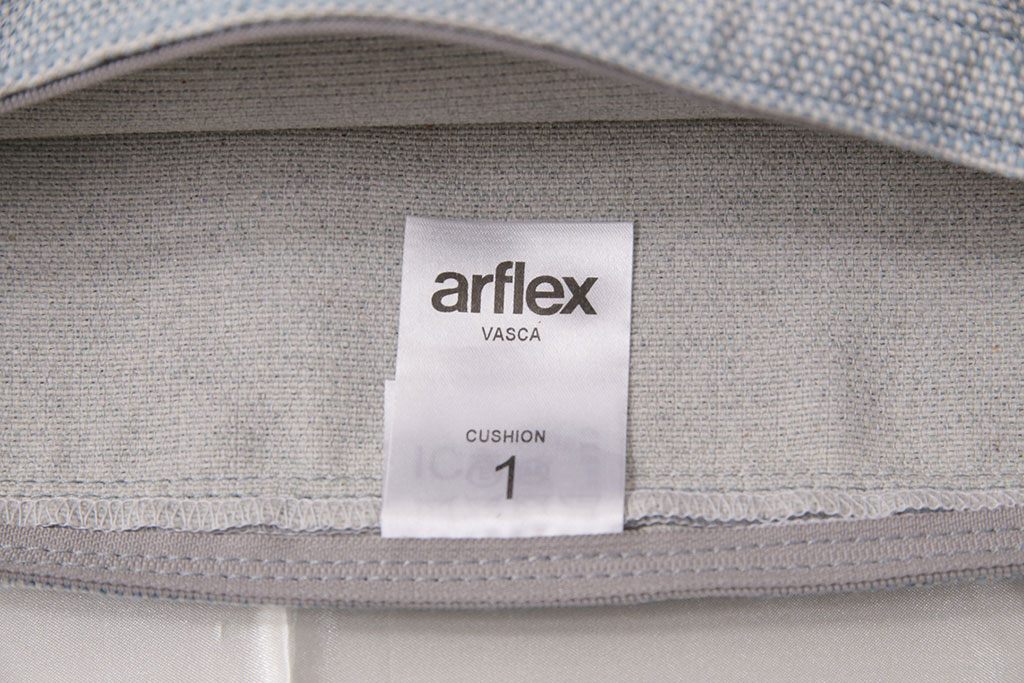 arflex
VASCA
CUSHION
1